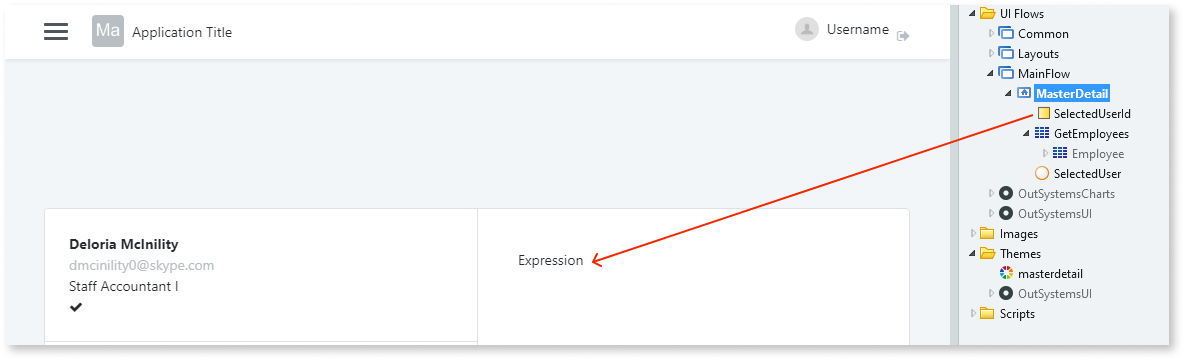 Ma Application Title
Username
Deloria McInility
dmcinility0@skype.com
Staff Accountant I
Expression
UI Flows
Common
Layouts
MainFlow
MasterDetail
SelectedUserId
GetEmployees
Employee
SelectedUser
OutSystemsCharts
OutSystemsUI
Images
Themes
masterdetail
OutSystemsUI
Scripts